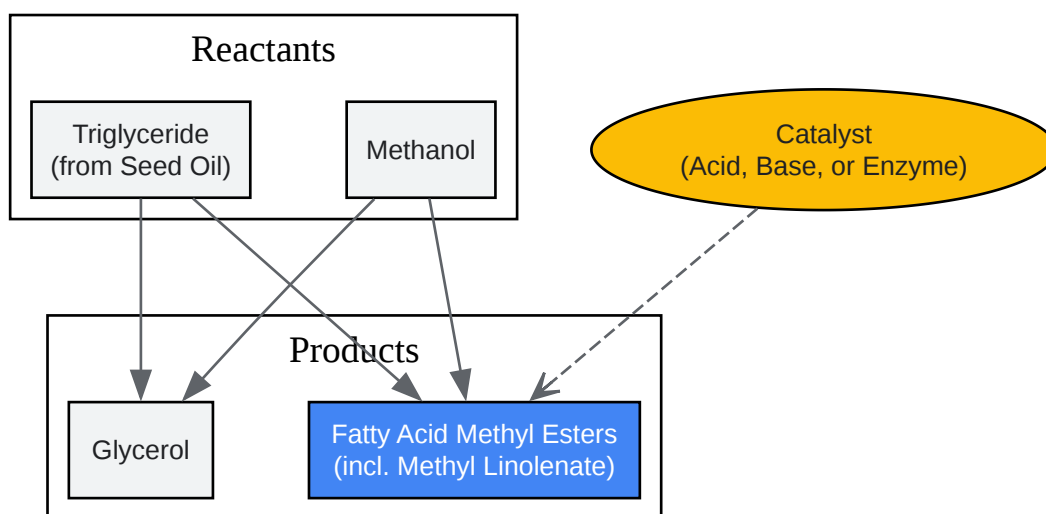 Reactants
Triglyceride
(from Seed Oil)
Methanol
Catalyst
(Acid, Base, or Enzyme)
Products
Glycerol
Fatty Acid Methyl Esters
(incl. Methyl Linolenate)